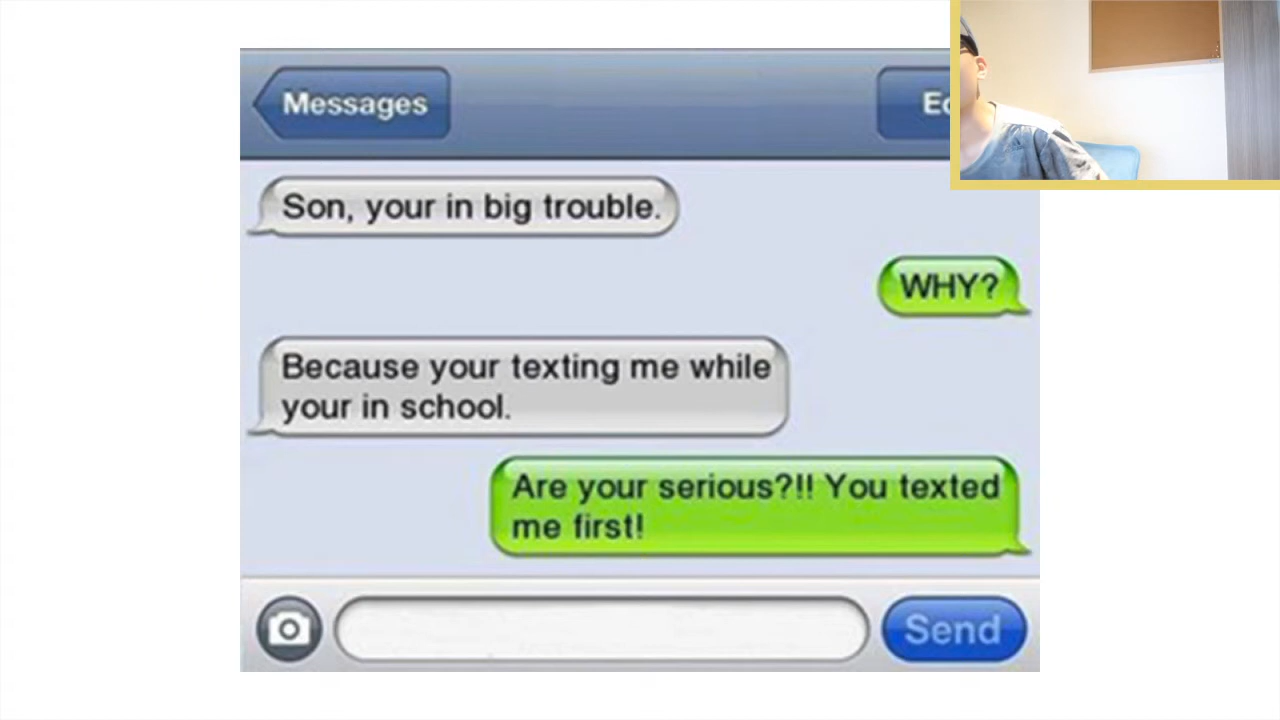 Messages
Son, your in big trouble.
WHY?
Because your texting me while
your in school.
Are your serious?!! You texted
me first!
Send